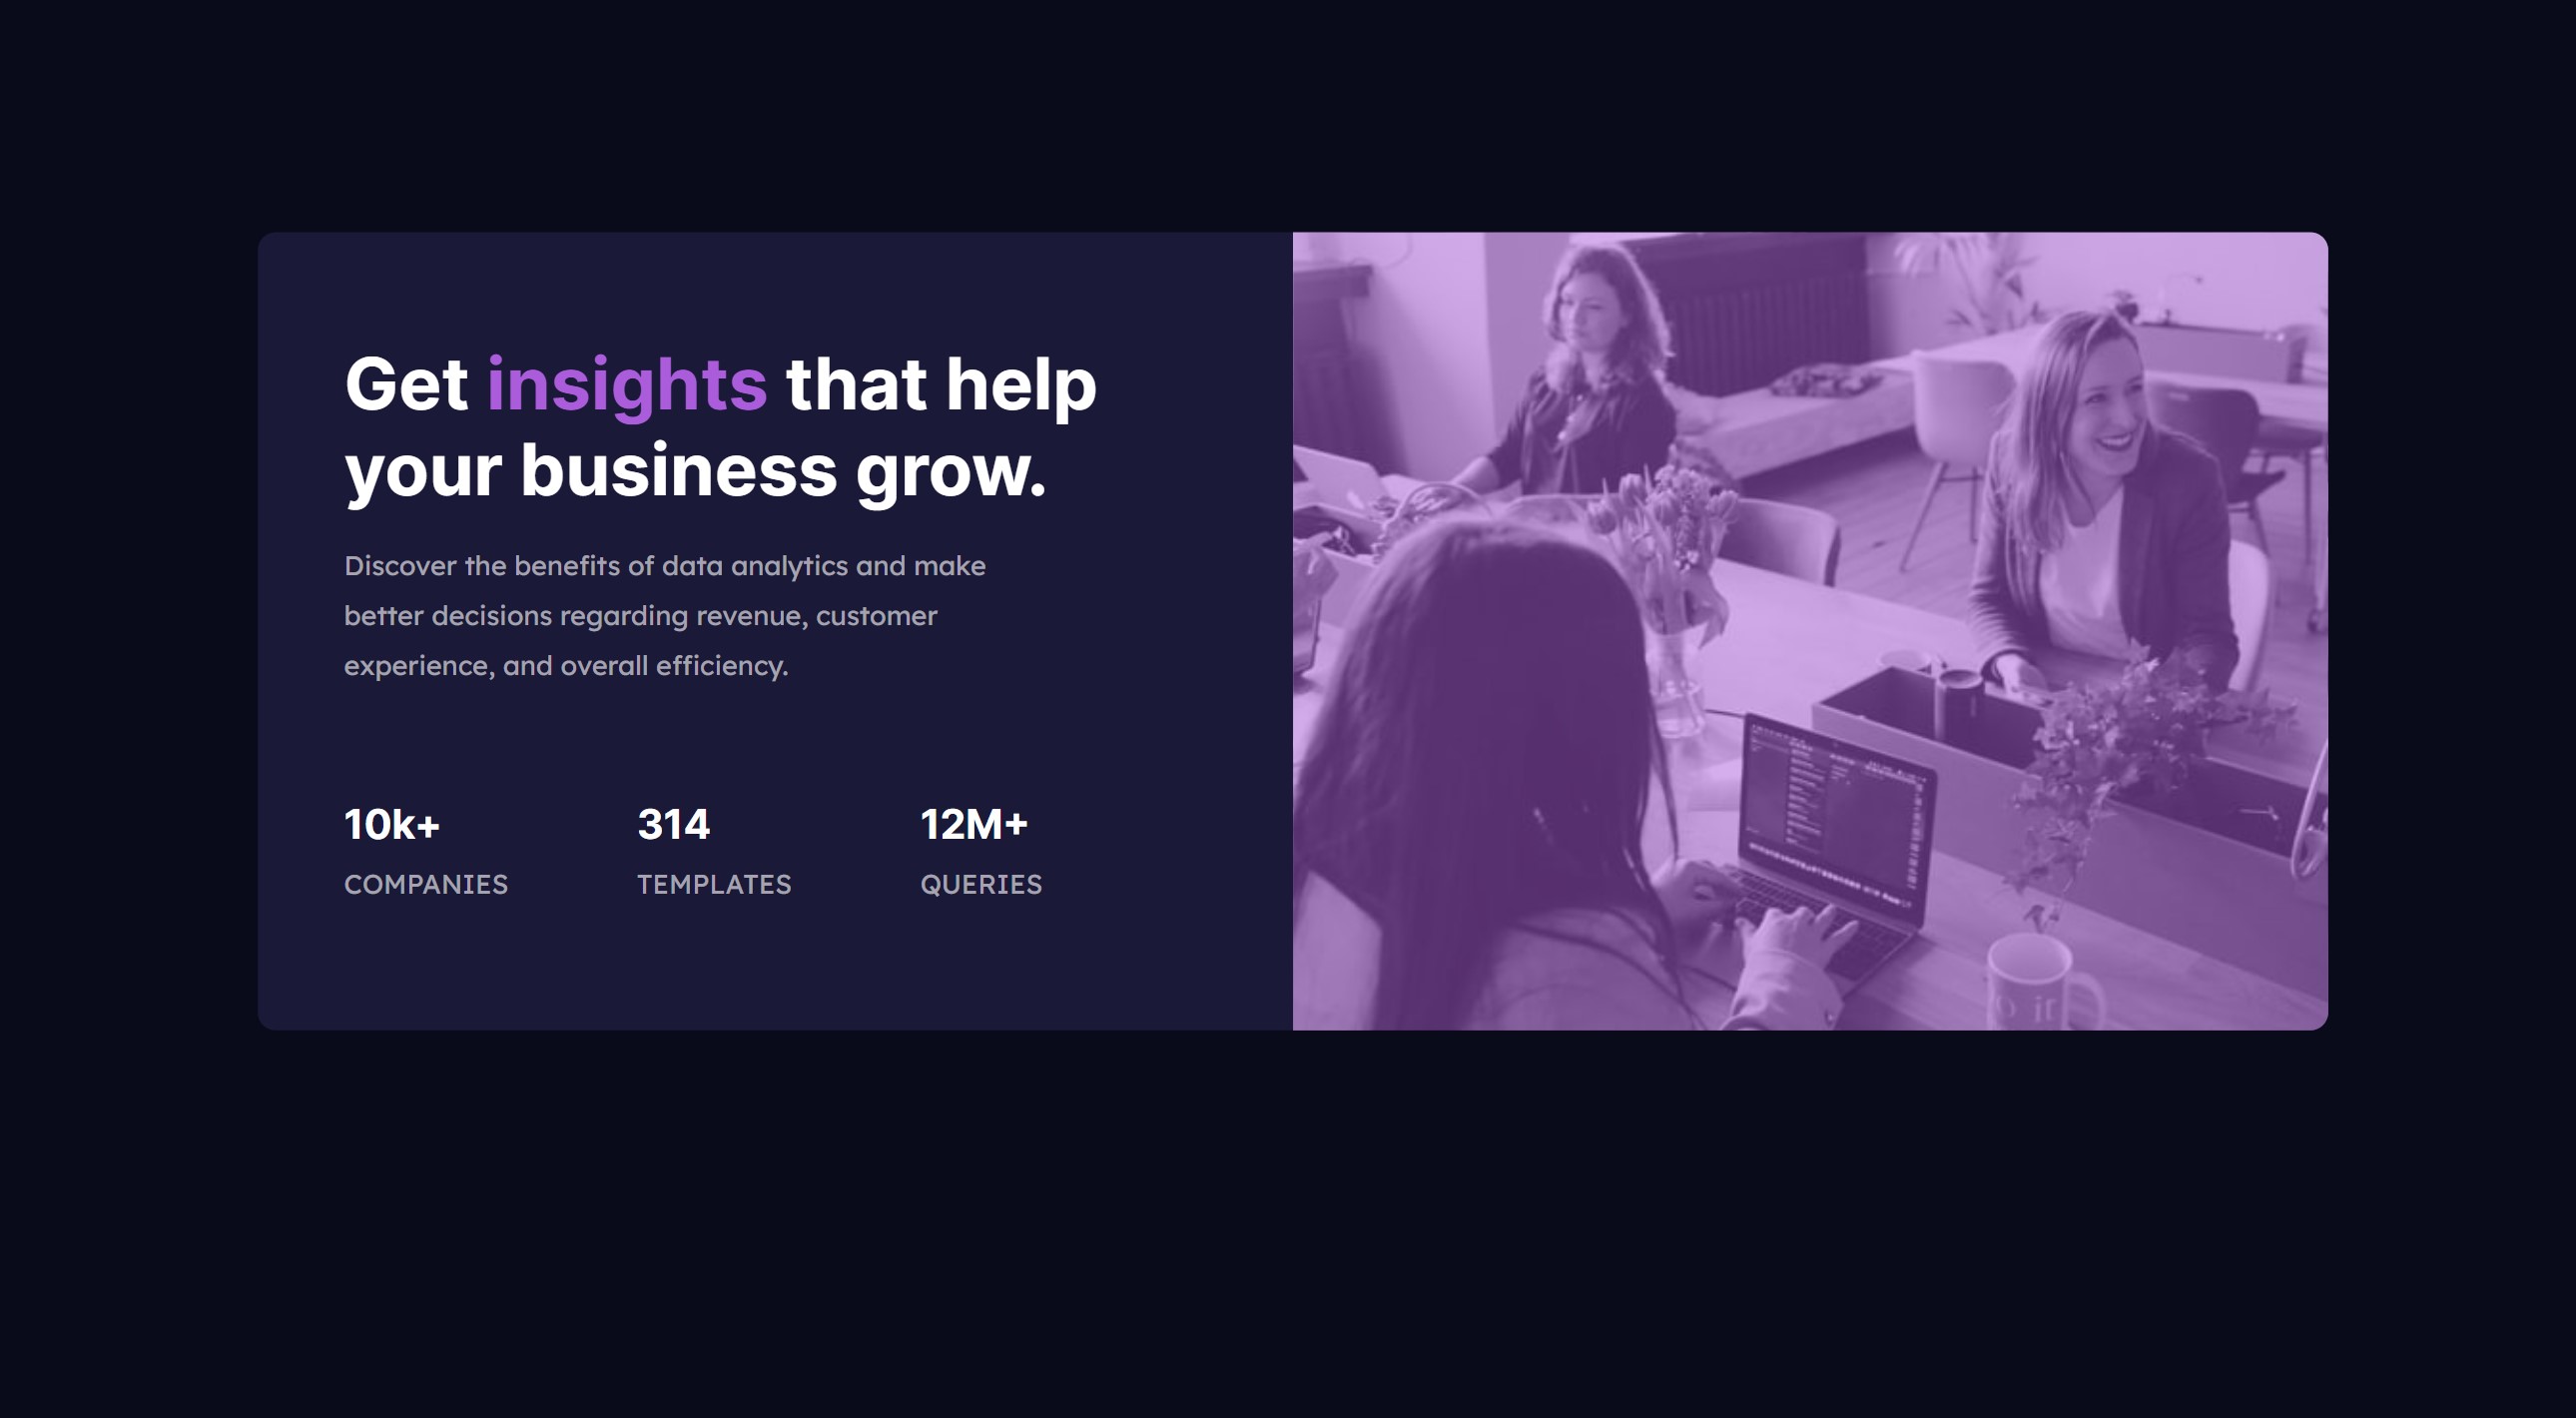 Get insights that help
your business grow.
Discover the benefits of data analytics and make
better decisions regarding revenue, customer
experience, and overall efficiency.
10k+ 314 12M+
COMPANIES TEMPLATES QUERIES